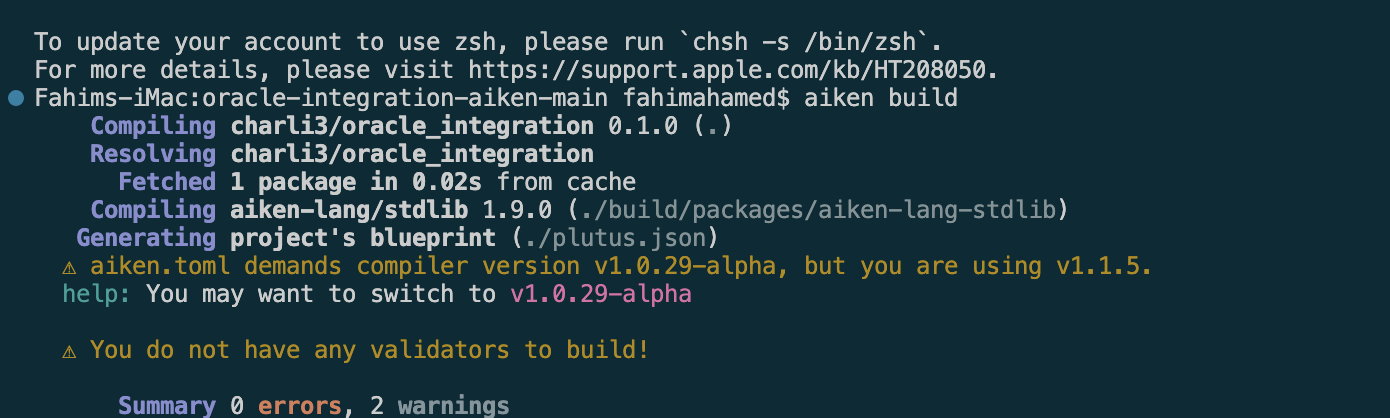 To update your account to use zsh, please run `chsh -s /bin/zsh`.
For more details, please visit https://support.apple.com/kb/HT208050.
Fahims-iMac:oracle-integration-aiken-main fahimahamed$ aiken build
Compiling charli3/oracle_integration 0.1.0 (.)
Resolving charli3/oracle_integration
Fetched 1 package in 0.02s from cache
Compiling aiken-lang/stdlib 1.9.0 (./build/packages/aiken-lang-stdlib)
Generating project's blueprint (./plutus.json)
⚠ aiken.toml demands compiler version v1.0.29-alpha, but you are using v1.1.5.
help: You may want to switch to v1.0.29-alpha
⚠ You do not have any validators to build!
Summary 0 errors, 2 warnings